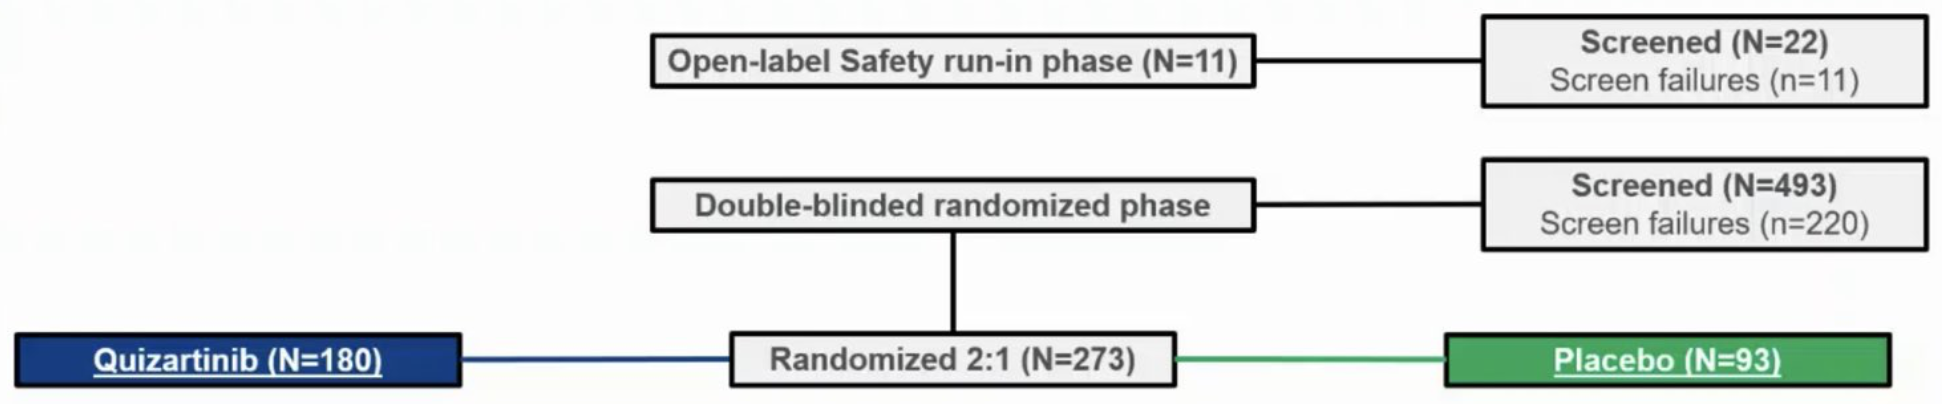 Open-label Safety run-in phase (N=11)
Screened (N=22)
Screen failures (n=11)
Double-blinded randomized phase
Screened (N=493)
Screen failures (n=220)
Quizartinib (N=180)
Randomized 2:1 (N=273)
Placebo (N=93)